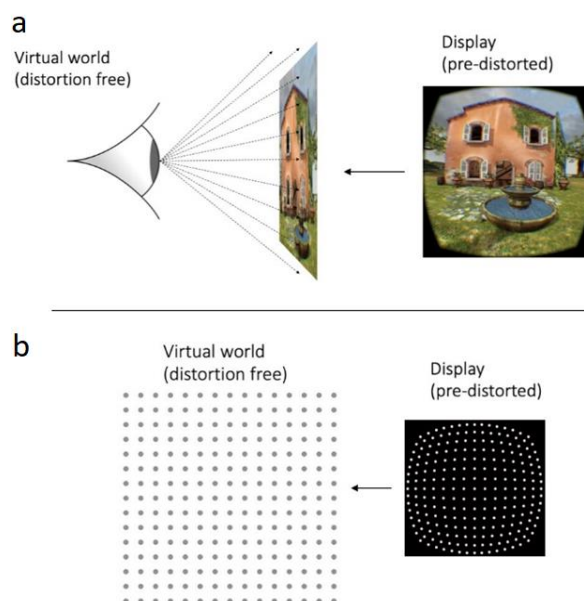 a
Virtual world
(distortion free)
Display
(pre-distorted)
b
Virtual world
(distortion free)
Display
(pre-distorted)